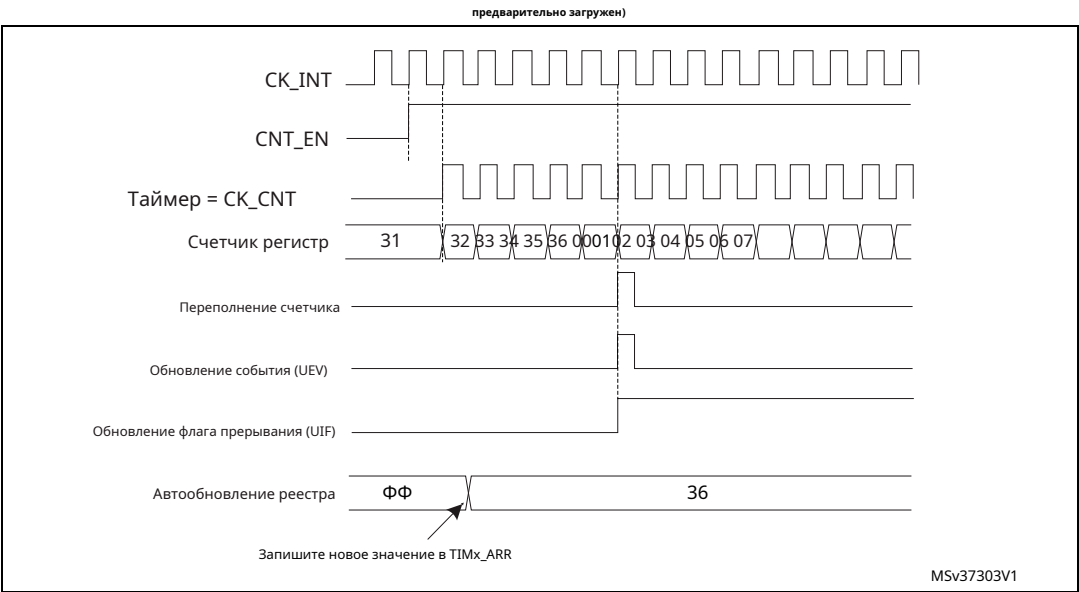 предварительно загружен)
CK_INT
CNT_EN
Таймер = CK_CNT
Счетчик регистр 31 32 33 34 35 36 00 01 02 03 04 05 06 07
Переполнение счетчика
Обновление события (UEV)
Обновление флага прерывания (UIF)
Автообновление реестра ФФ 36
Запишите новое значение в TIMx_ARR
MSv37303V1